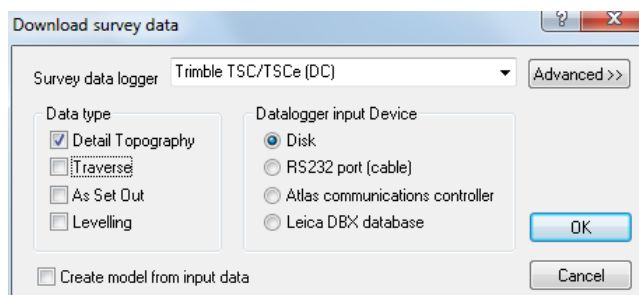 Download survey data
? X
Survey data logger Trimble TSC/TSCe (DC) Advanced >>
Data type Datalogger input Device
Detail Topography Disk
Traverse RS232 port (cable)
As Set Out Atlas communications controller
Levelling Leica DBX database
OK
Create model from input data Cancel